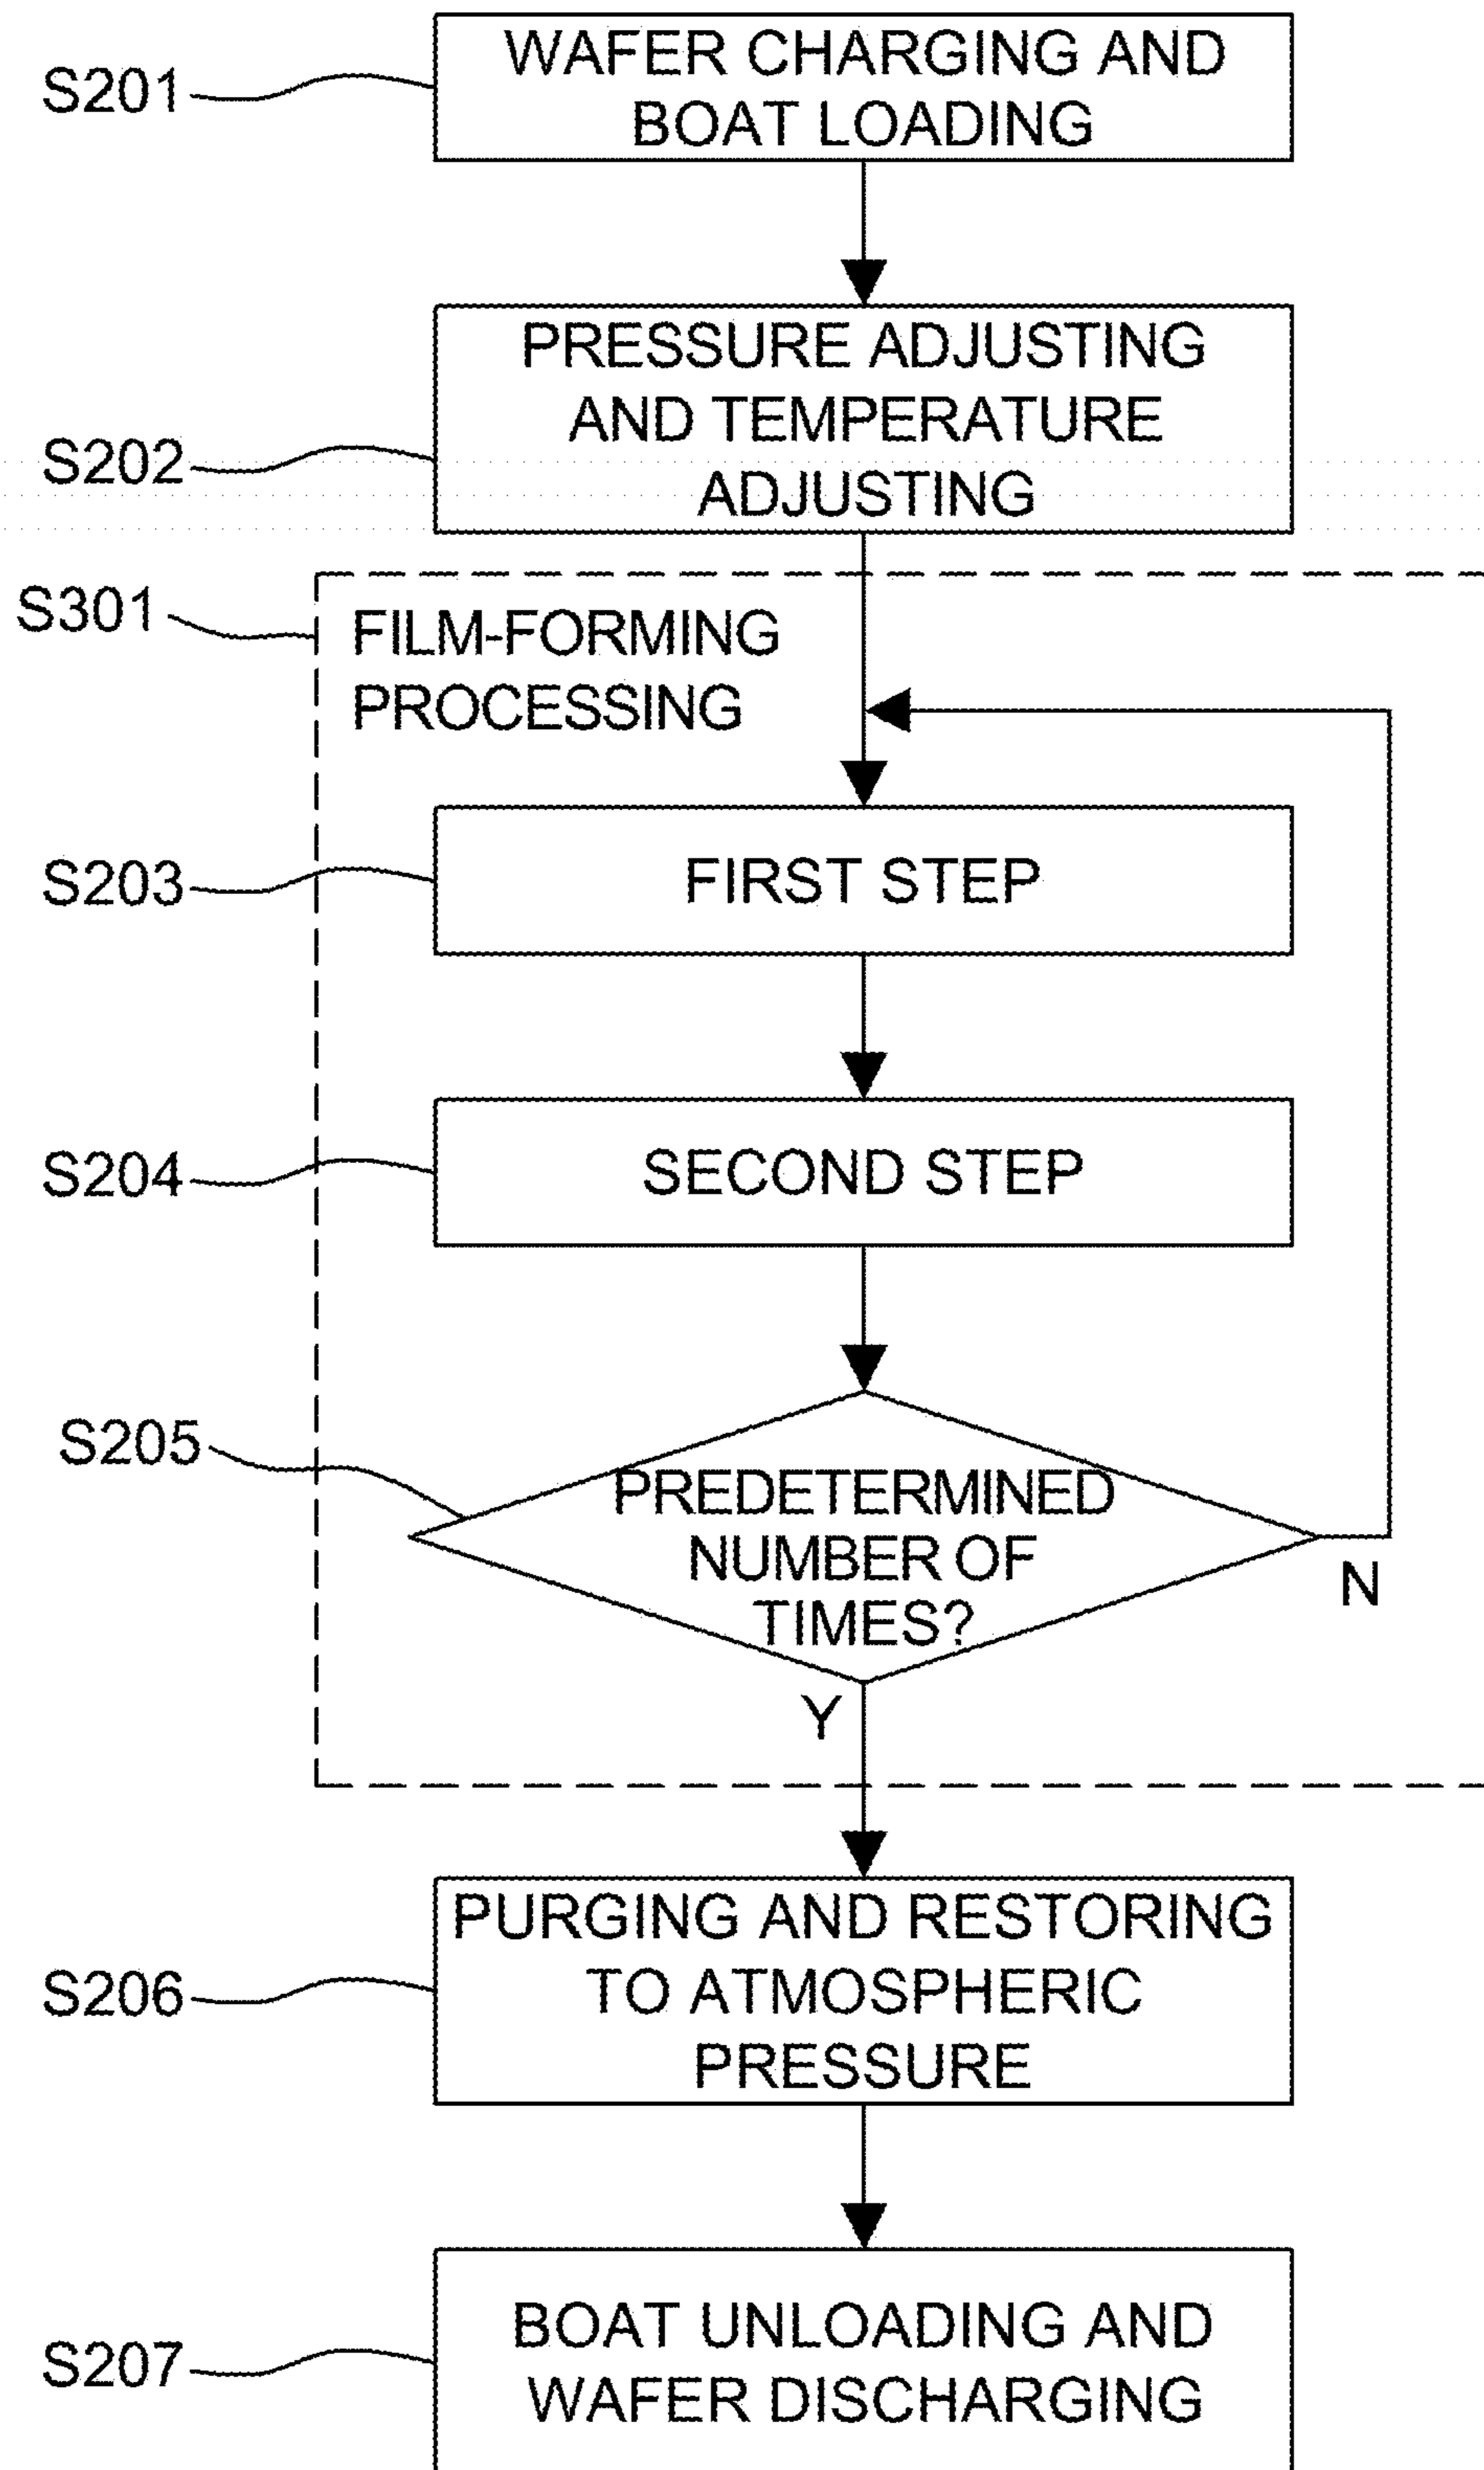 S201
WAFER CHARGING AND
BOAT LOADING
S202
PRESSURE ADJUSTING
AND TEMPERATURE
ADJUSTING
S301
FILM-FORMING
PROCESSING
S203
FIRST STEP
S204
SECOND STEP
S205
PREDETERMINED
NUMBER OF
TIMES?
N
Y
S206
PURGING AND RESTORING
TO ATMOSPHERIC
PRESSURE
S207
BOAT UNLOADING AND
WAFER DISCHARGING